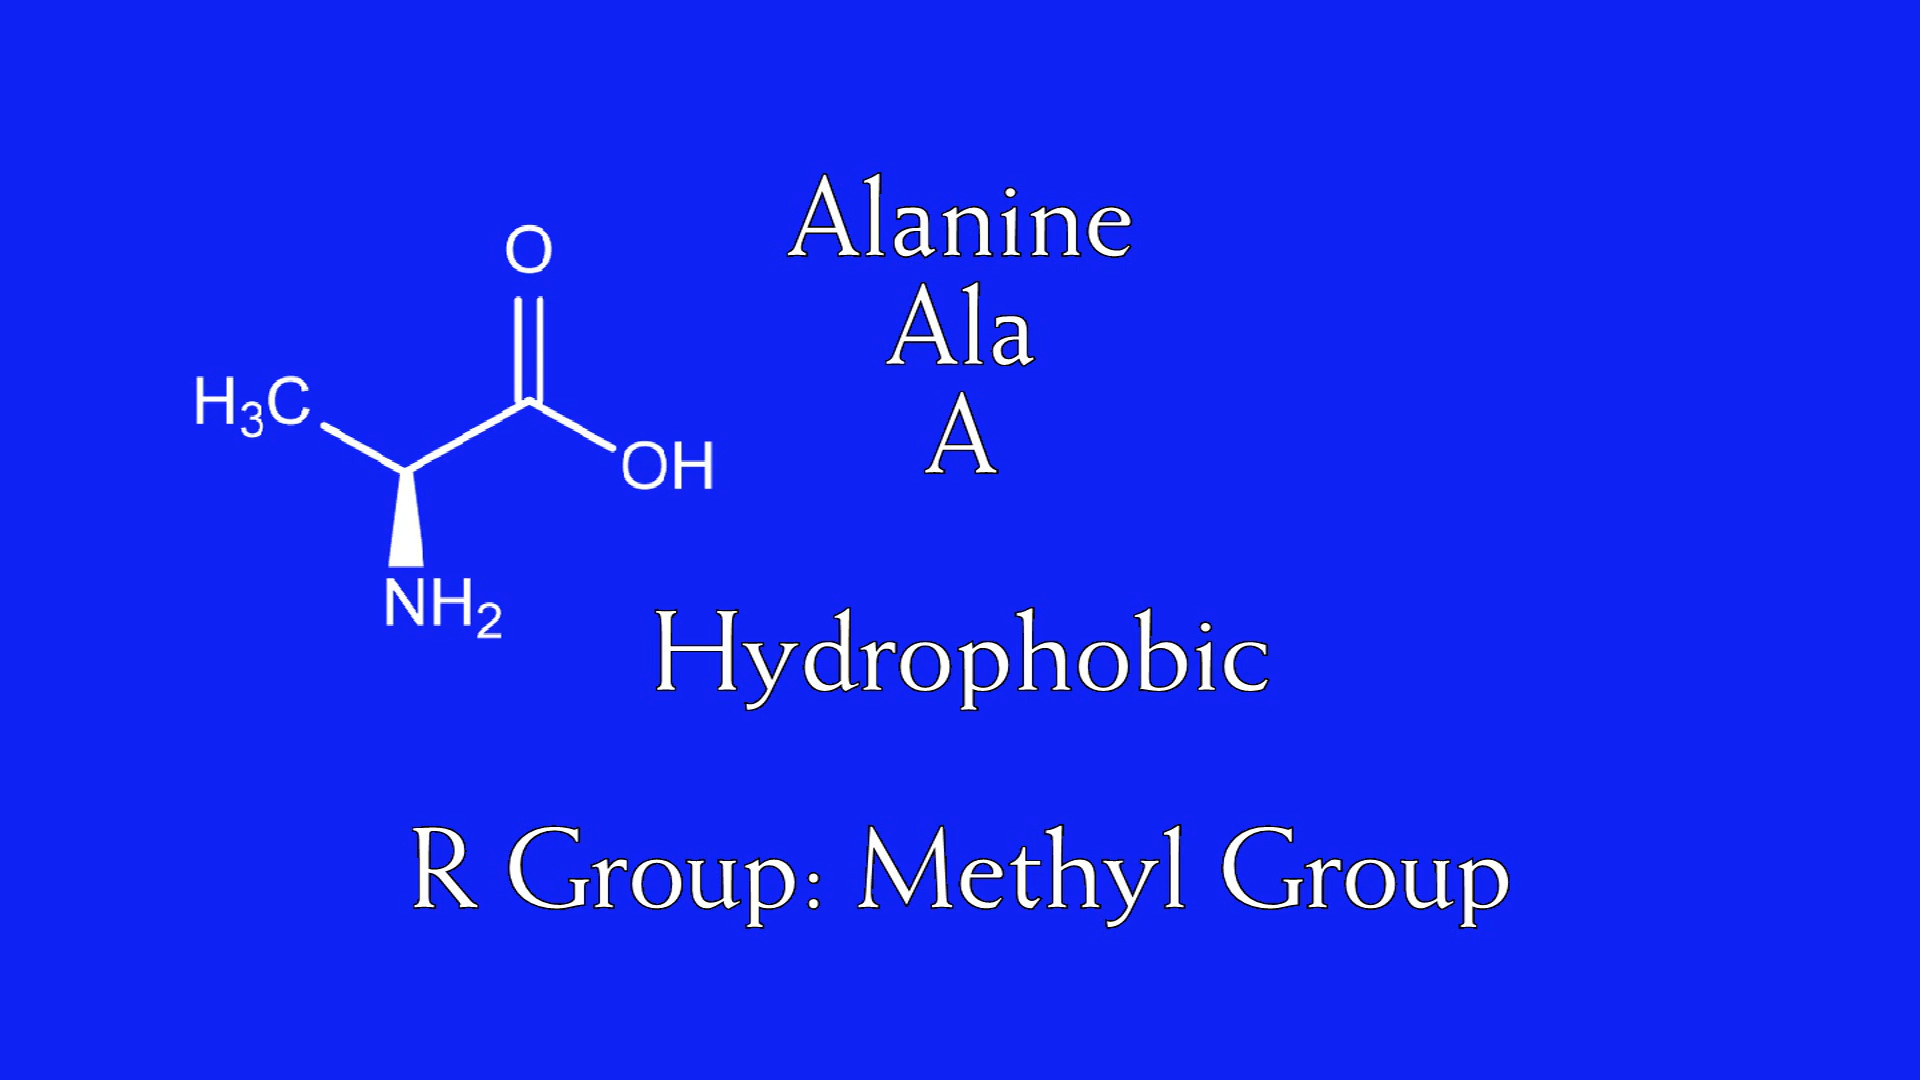 Alanine
Ala
A
O
H₃C
OH
NH₂
Hydrophobic
R Group: Methyl Group